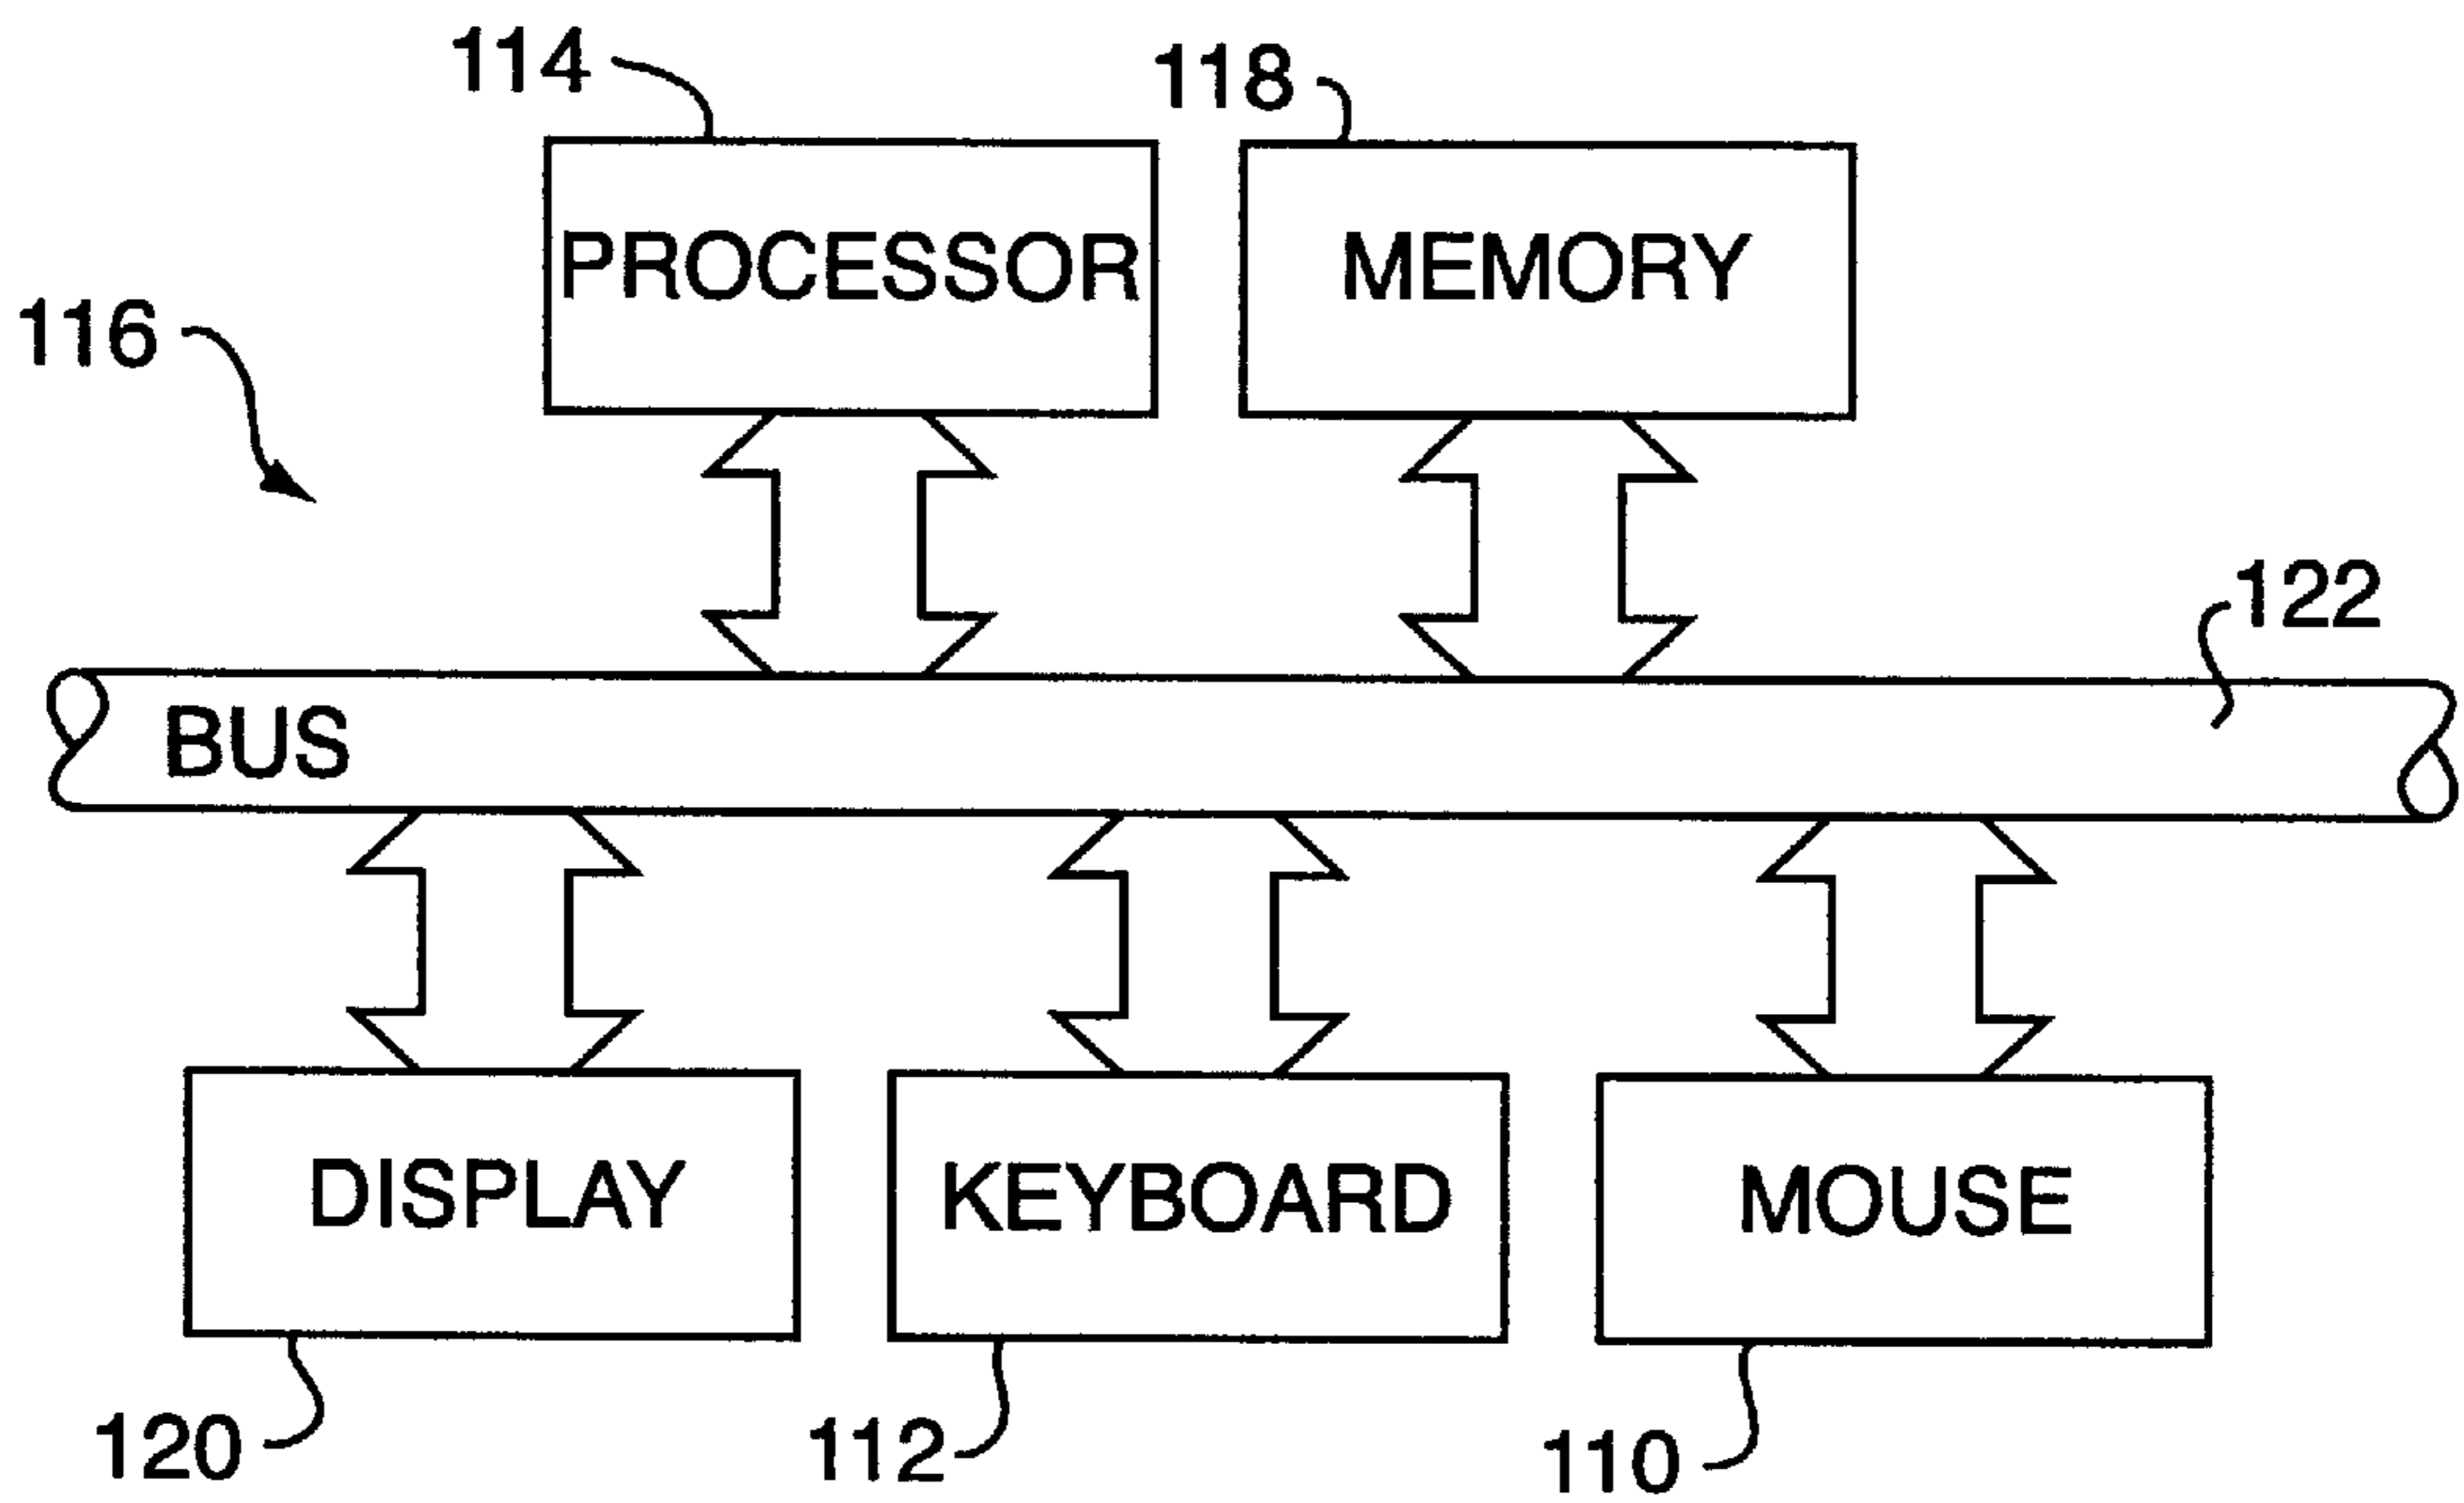 114
118
PROCESSOR
MEMORY
116
122
BUS
DISPLAY
KEYBOARD
MOUSE
120
112
110